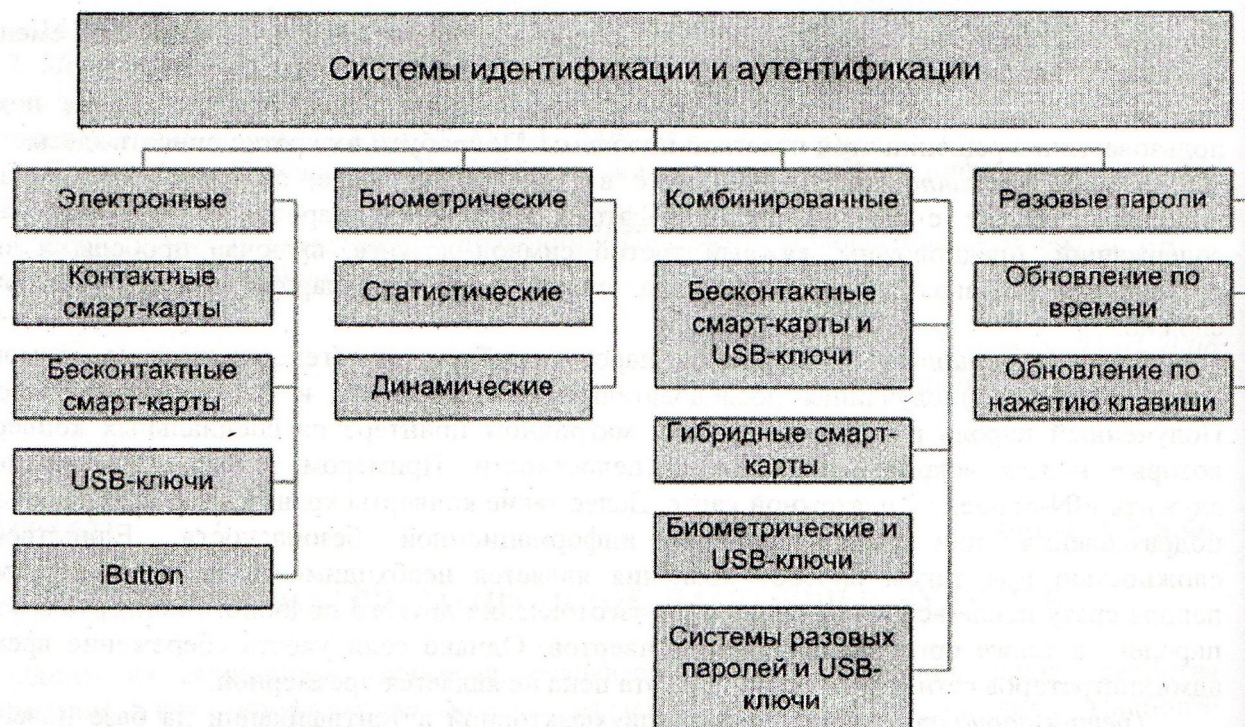 Системы идентификации и аутентификации
Электронные
Контактные
смарт-карты
Бесконтактные
смарт-карты
USB-ключи
iButton
Биометрические
Статистические
Динамические
Комбинированные
Бесконтактные
смарт-карты и
USB-ключи
Гибридные смарт-
карты
Биометрические и
USB-ключи
Системы разовых
паролей и USB-
ключи
Разовые пароли
Обновление по
времени
Обновление по
нажатию клавиши